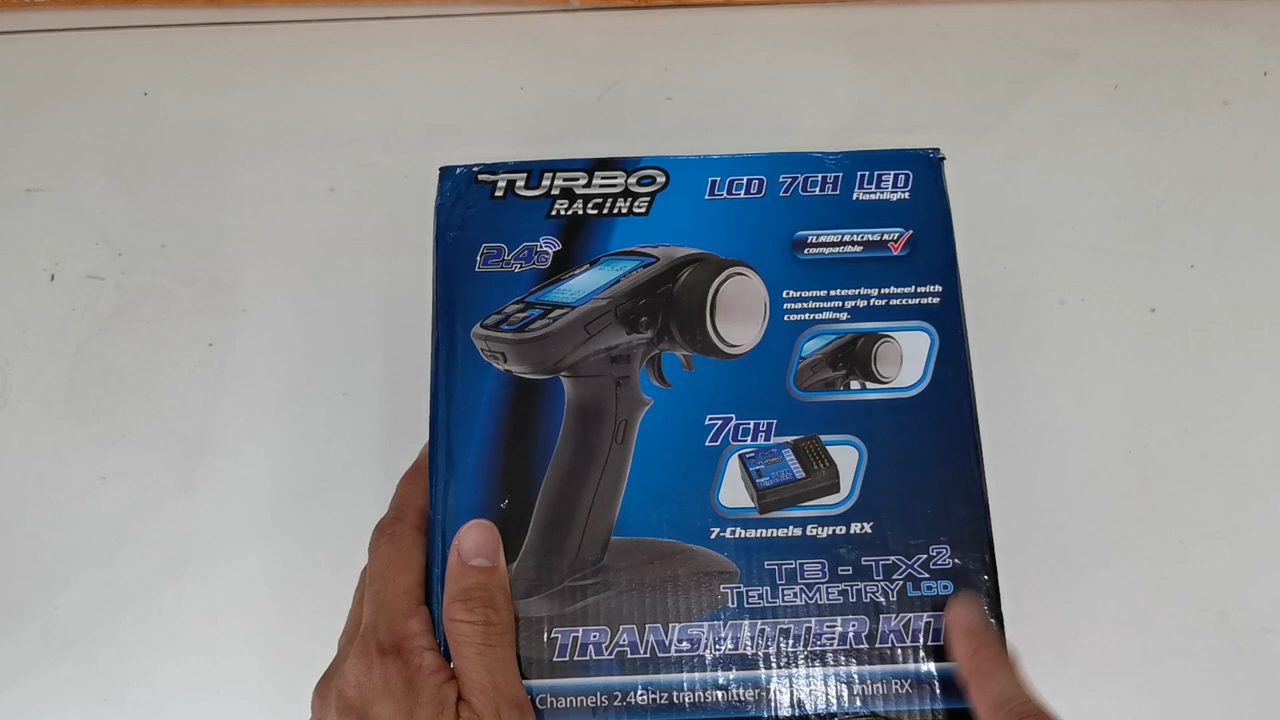 TURBO
RACING
LCD 7CH LED
Flashlight
2.4G
TURBO RACING KIT
compatible
Chrome steering wheel with
maximum grip for accurate
controlling.
7CH
TURBO
7-Channels Gyro RX
TB - TX2
TELEMETRY LCD
TRANSMITTER KIT
Channels 2.4GHz transmitter-7 mini RX